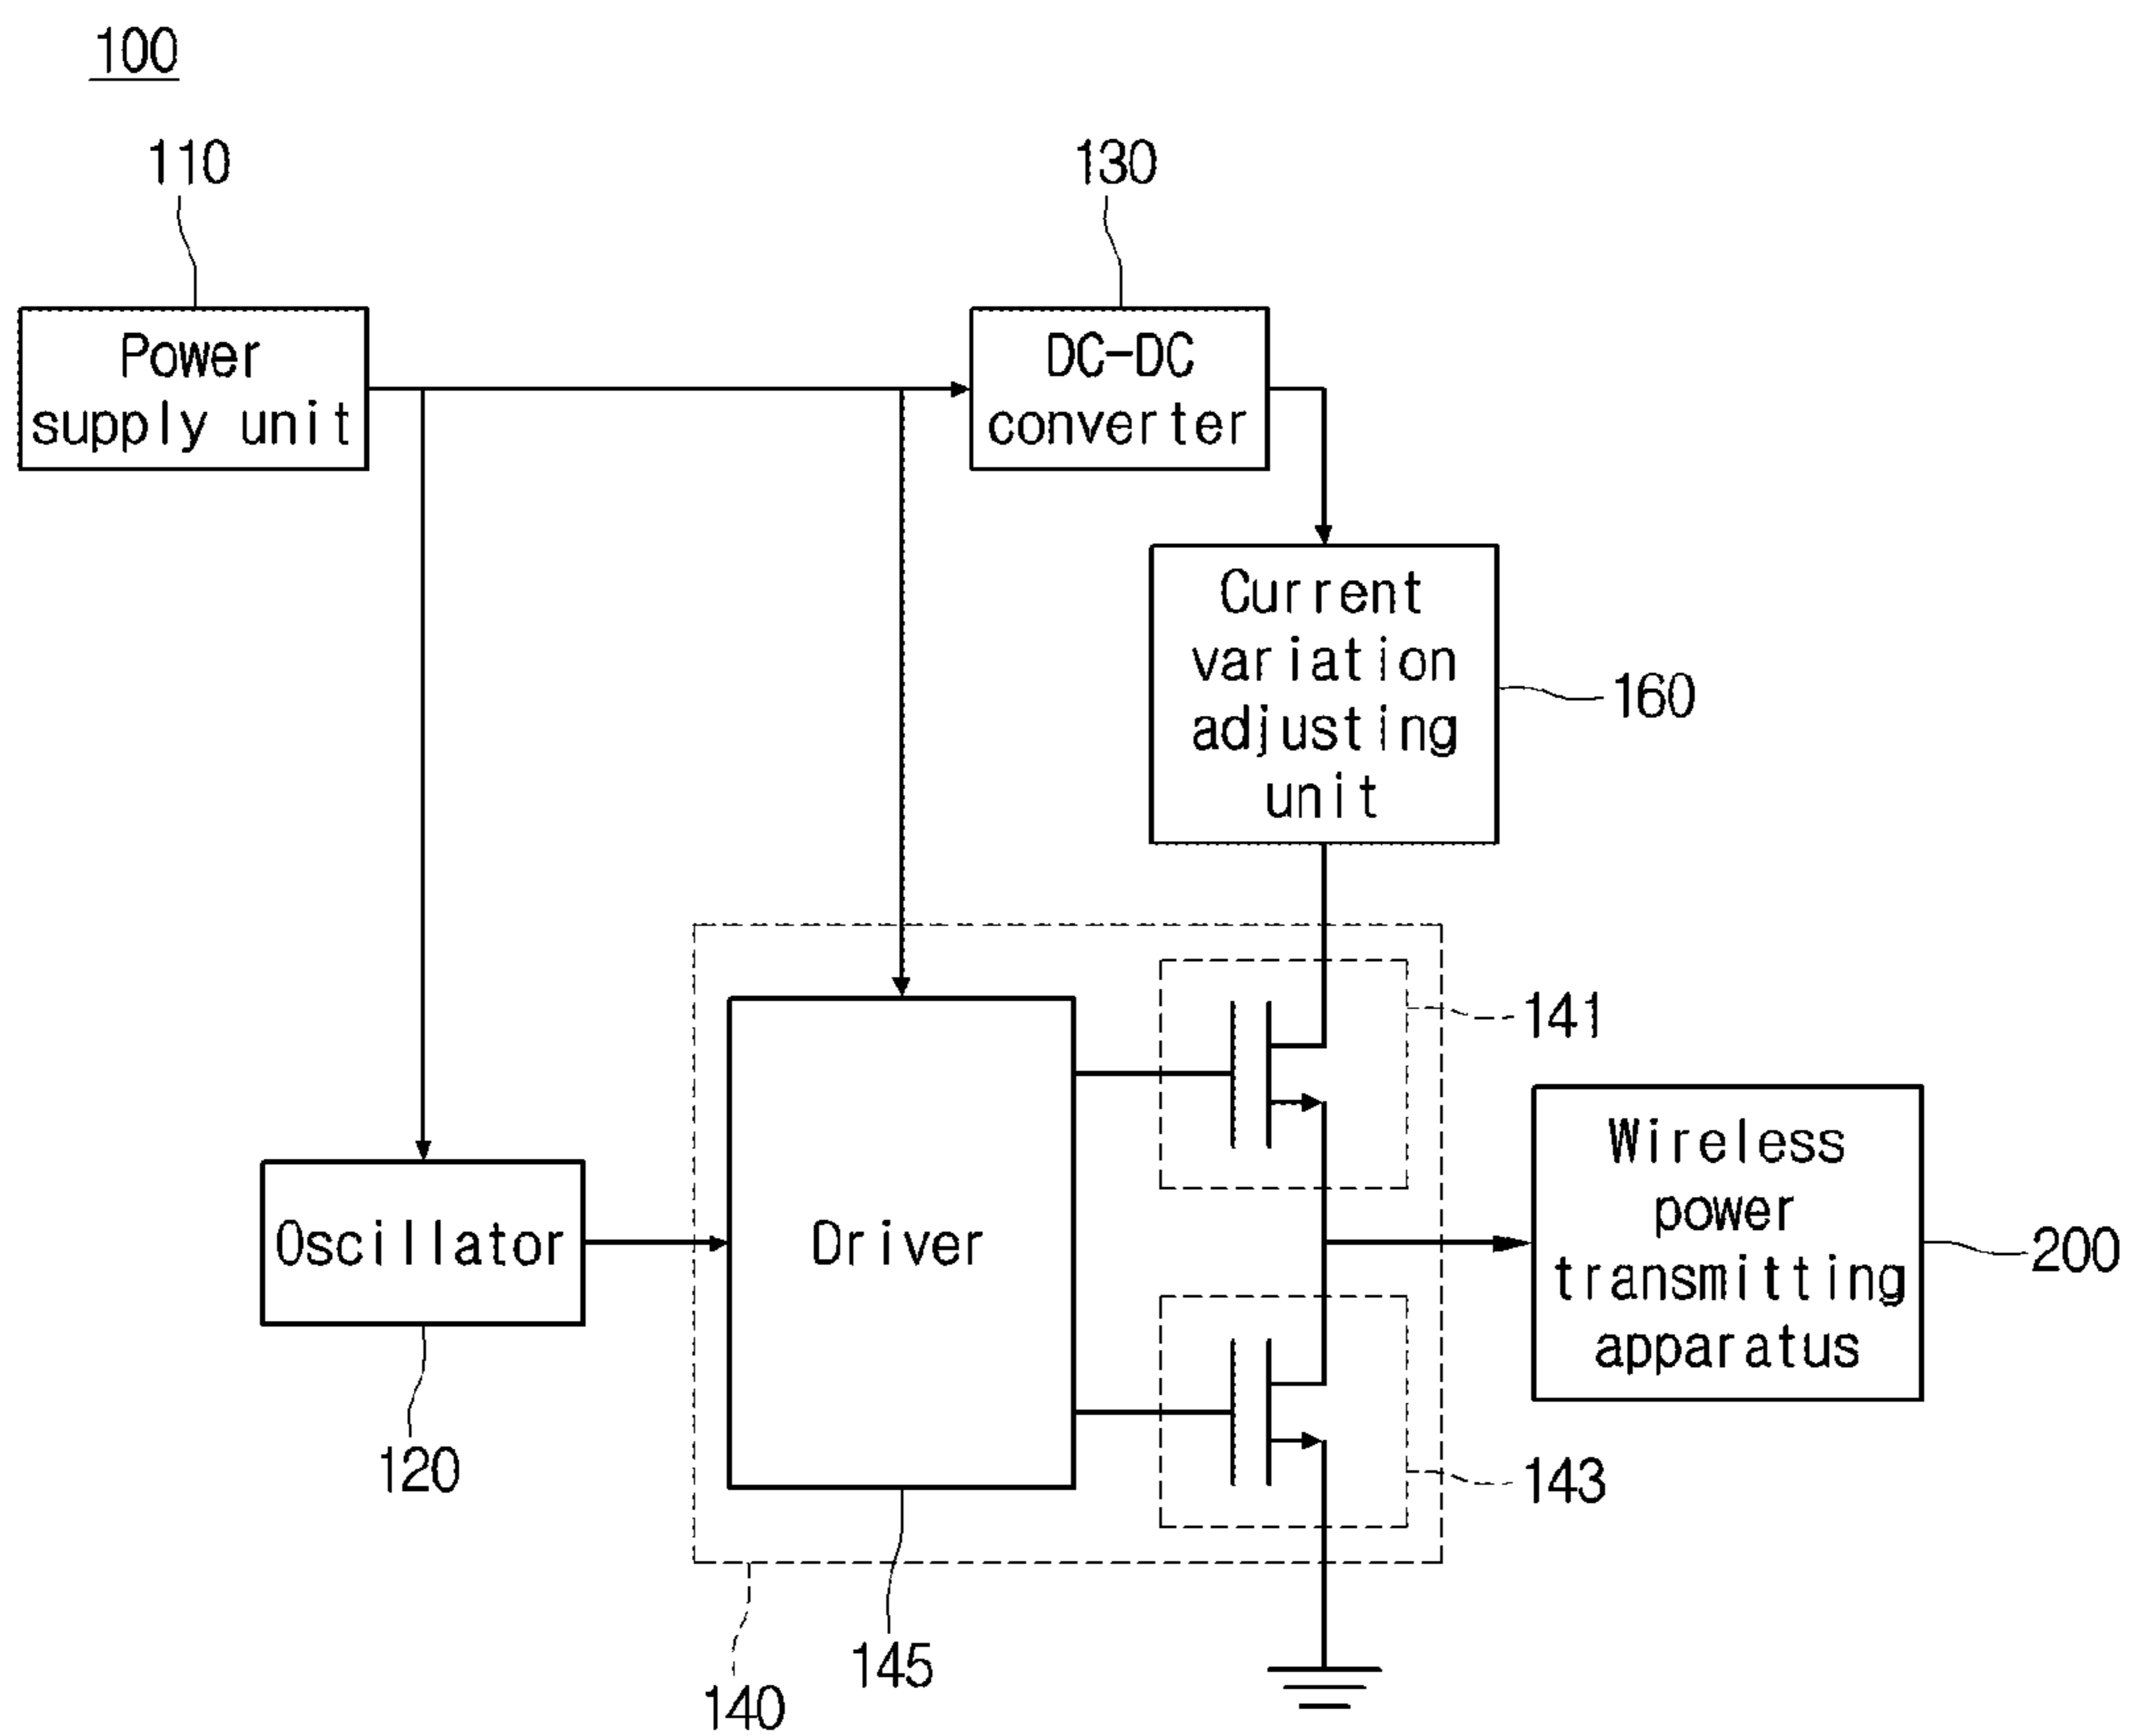 100
110
130
Power
supply unit
DC-DC
converter
Current
variation
adjusting
unit
160
141
Wireless
power
transmitting
apparatus
200
Oscillator
Driver
120
143
145
140